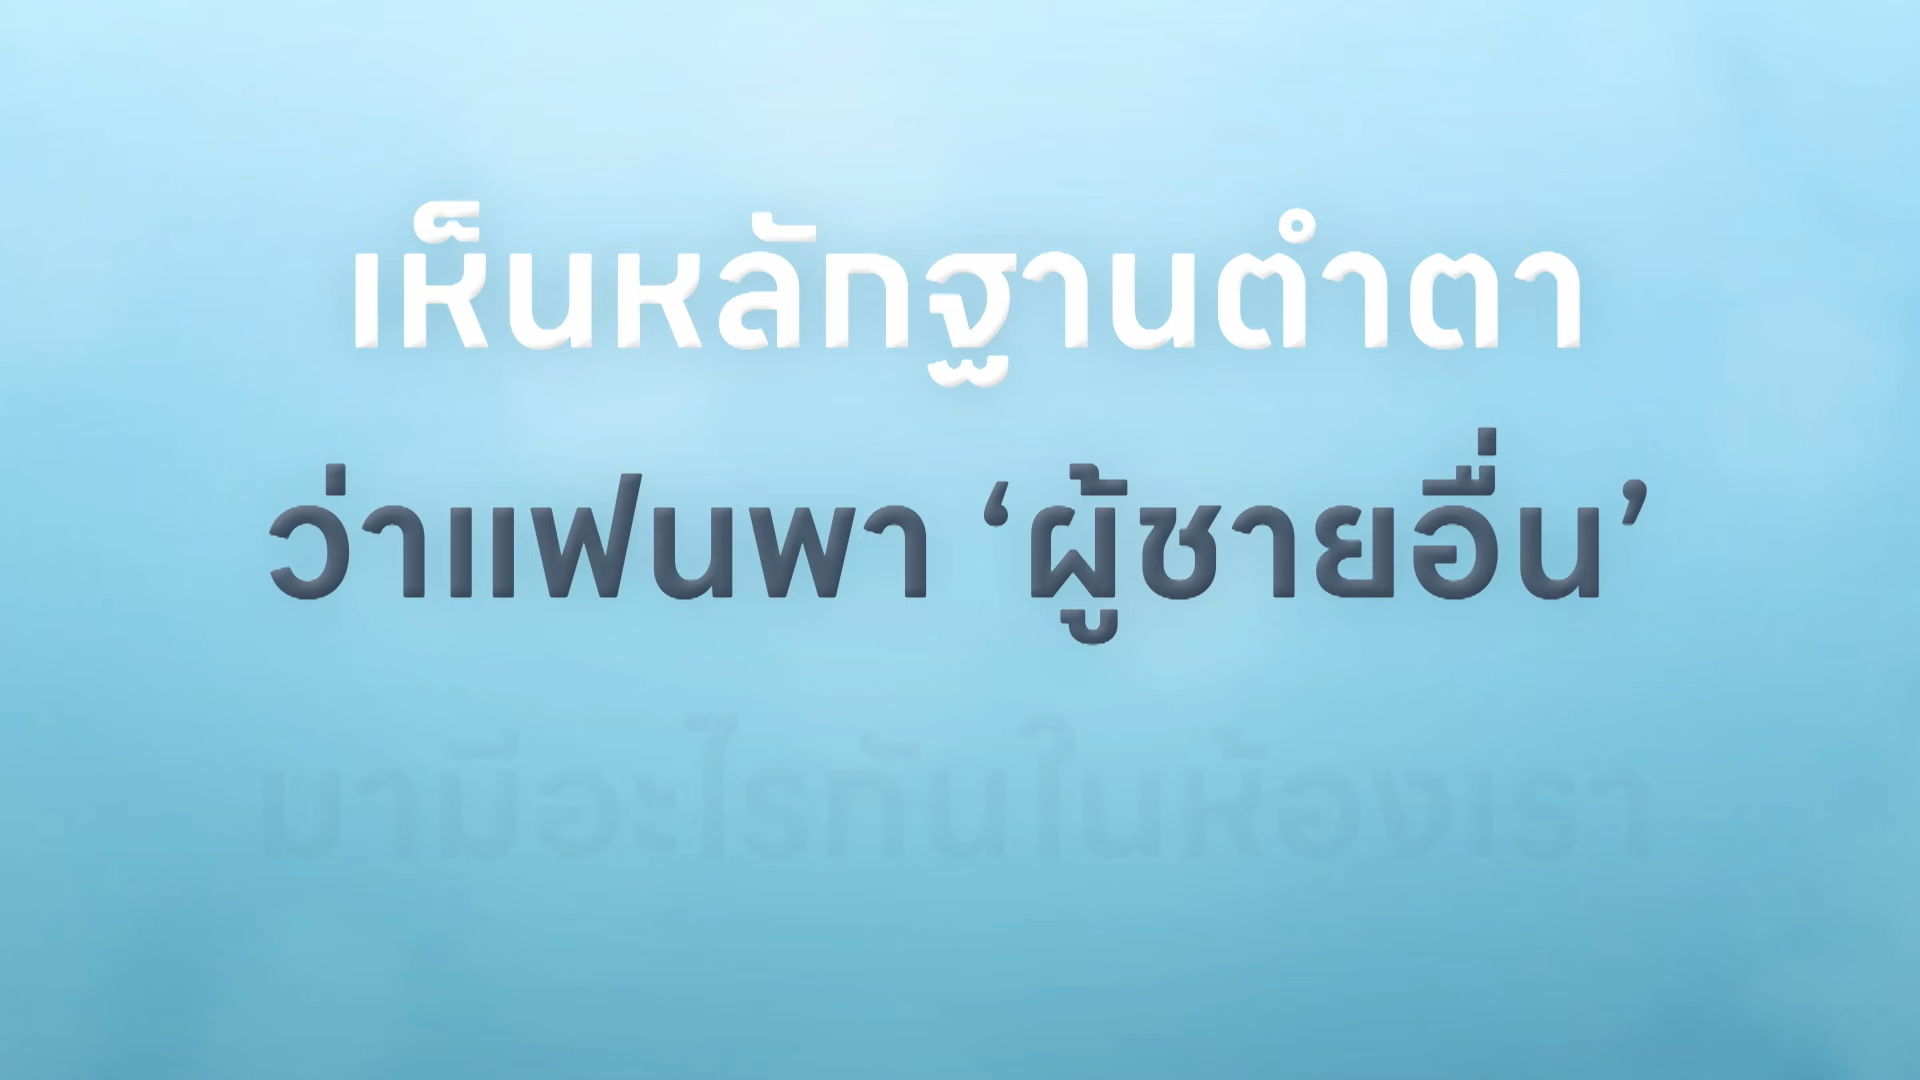 เห็นหลักฐานตำตา
ว่าแฟนพา ‘ผู้ชายอื่น’
มามีอะไรกันในห้องเรา